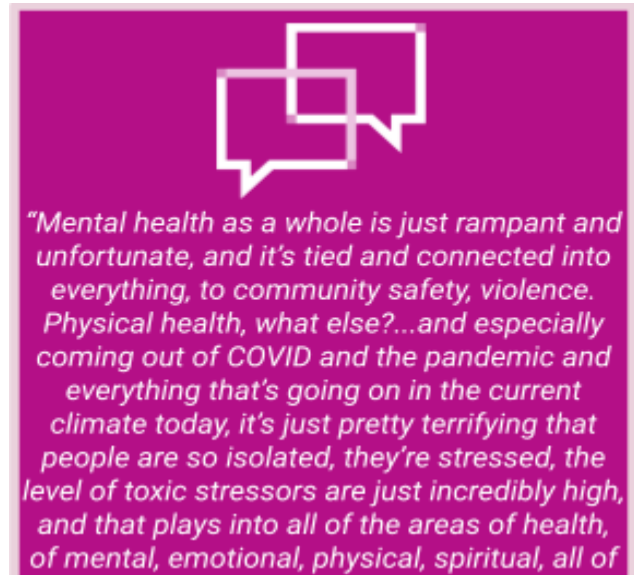 “Mental health as a whole is just rampant and
unfortunate, and it’s tied and connected into
everything, to community safety, violence.
Physical health, what else?...and especially
coming out of COVID and the pandemic and
everything that’s going on in the current
climate today, it’s just pretty terrifying that
people are so isolated, they’re stressed, the
level of toxic stressors are just incredibly high,
and that plays into all of the areas of health,
of mental, emotional, physical, spiritual, all of